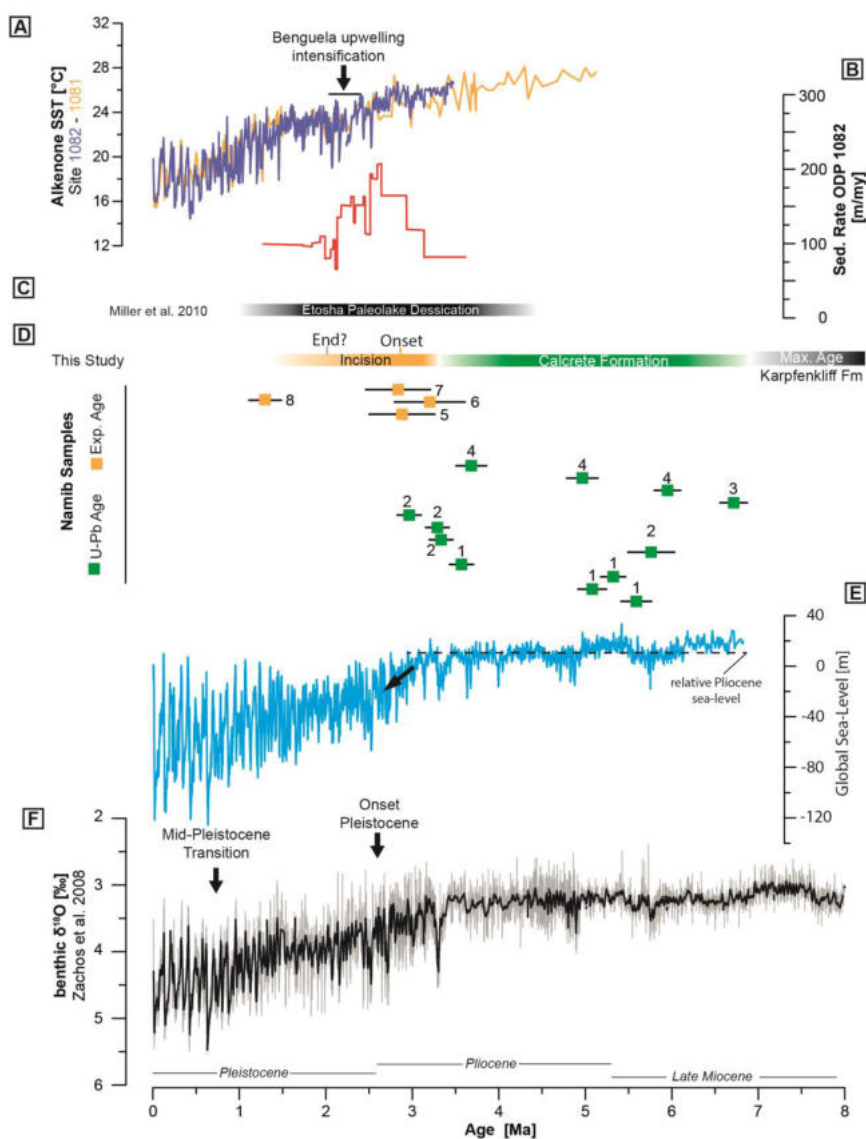 A
32
28
24
20
16
12
Alkenone SST [°C]
Site 1082 - 1081
Benguela upwelling
intensification
B
300
250
200
150
100
50
0
Sed. Rate ODP 1082
[m/my]
C
Miller et al. 2010
Etosha Paleolake Dessication
D
End?
Onset
This Study
Incision
Calcrete Formation
Max. Age
Karpfenkliff Fm
Namib Samples
Exp. Age
U-Pb Age
7
8
6
5
4
4
4
3
2
2
2
2
1
1
1
1
E
40
0
-40
-80
-120
Global Sea-Level [m]
relative Pliocene
sea-level
F
2
3
4
5
6
benthic δ18O [‰]
Zachos et al. 2008
Mid-Pleistocene
Transition
Onset
Pleistocene
Pleistocene
Pliocene
Late Miocene
0 1 2 3 4 5 6 7 8
Age [Ma]